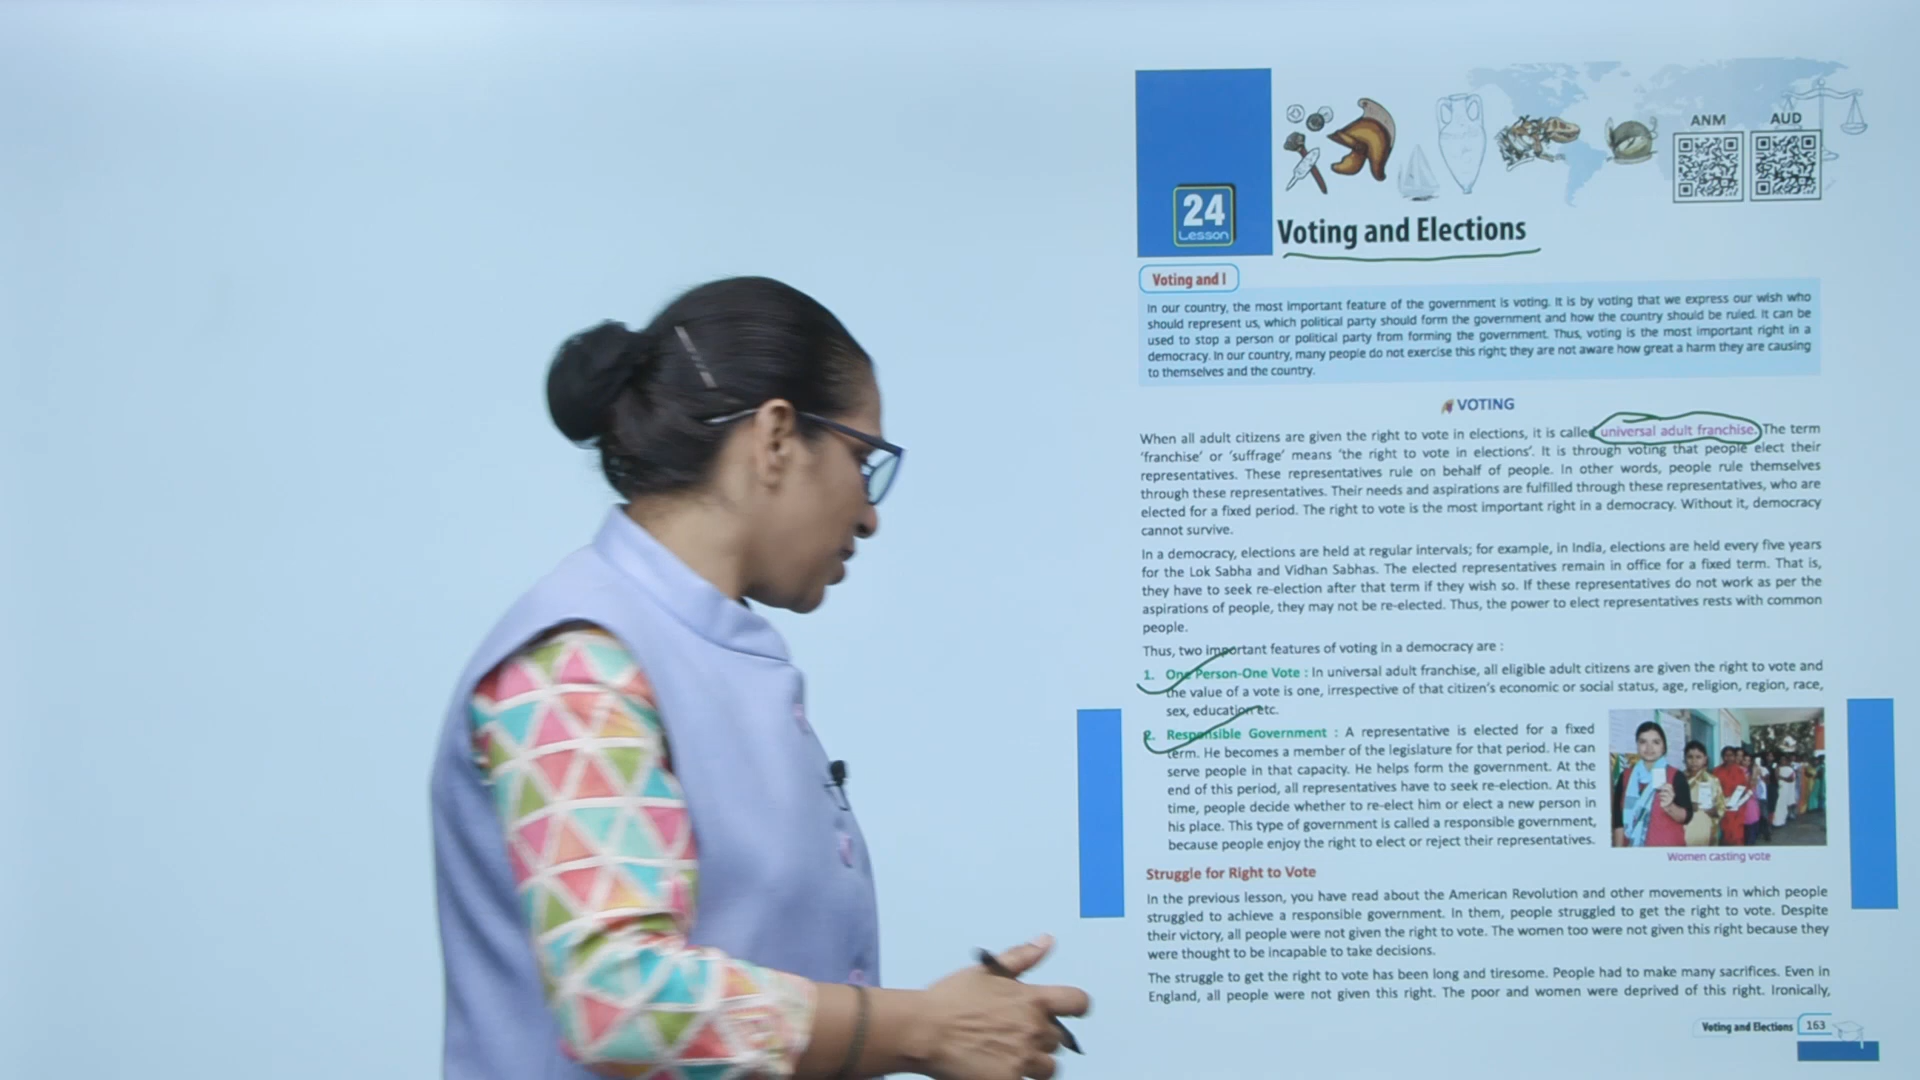 ANM
AUD
24
Lesson
Voting and Elections
Voting and I
In our country, the most important feature of the government is voting. It is by voting that we express our wish who
should represent us, which political party should form the government and how the country should be ruled. It can be
used to stop a person or political party from forming the government. Thus, voting is the most important right in a
democracy. In our country, many people do not exercise this right; they are not aware how great a harm they are causing
to themselves and the country.
VOTING
When all adult citizens are given the right to vote in elections, it is called universal adult franchise. The term
'franchise' or 'suffrage' means 'the right to vote in elections'. It is through voting that people elect their
representatives. These representatives rule on behalf of people. In other words, people rule themselves
through these representatives. Their needs and aspirations are fulfilled through these representatives, who are
elected for a fixed period. The right to vote is the most important right in a democracy. Without it, democracy
cannot survive.
In a democracy, elections are held at regular intervals; for example, in India, elections are held every five years
for the Lok Sabha and Vidhan Sabhas. The elected representatives remain in office for a fixed term. That is,
they have to seek re-election after that term if they wish so. If these representatives do not work as per the
aspirations of people, they may not be re-elected. Thus, the power to elect representatives rests with common
people.
Thus, two important features of voting in a democracy are :
1. One Person-One Vote : In universal adult franchise, all eligible adult citizens are given the right to vote and
the value of a vote is one, irrespective of that citizen's economic or social status, age, religion, region, race,
sex, education etc.
2. Responsible Government : A representative is elected for a fixed
term. He becomes a member of the legislature for that period. He can
serve people in that capacity. He helps form the government. At the
end of this period, all representatives have to seek re-election. At this
time, people decide whether to re-elect him or elect a new person in
his place. This type of government is called a responsible government,
because people enjoy the right to elect or reject their representatives.
Women casting vote
Struggle for Right to Vote
In the previous lesson, you have read about the American Revolution and other movements in which people
struggled to achieve a responsible government. In them, people struggled to get the right to vote. Despite
their victory, all people were not given the right to vote. The women too were not given this right because they
were thought to be incapable to take decisions.
The struggle to get the right to vote has been long and tiresome. People had to make many sacrifices. Even in
England, all people were not given this right. The poor and women were deprived of this right. Ironically,
Voting and Elections 163